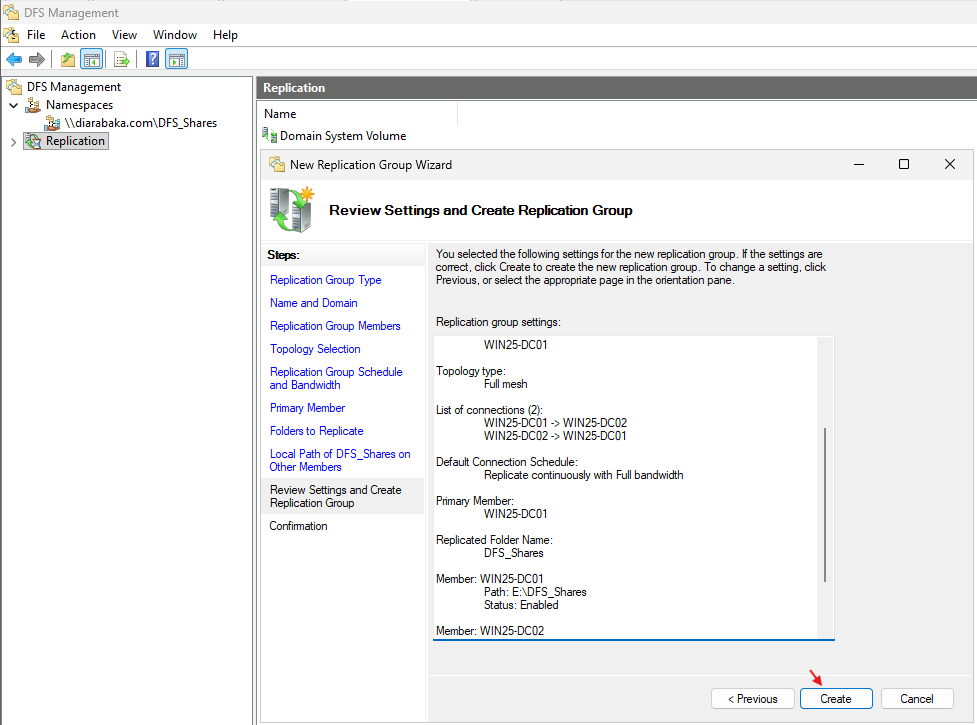 DFS Management
File Action View Window Help
DFS Management
Namespaces
\\diarabaka.com\DFS_Shares
Replication
Replication
Name
Domain System Volume
New Replication Group Wizard
Review Settings and Create Replication Group
Steps:
Replication Group Type
Name and Domain
Replication Group Members
Topology Selection
Replication Group Schedule
and Bandwidth
Primary Member
Folders to Replicate
Local Path of DFS_Shares on
Other Members
Review Settings and Create
Replication Group
Confirmation
You selected the following settings for the new replication group. If the settings are
correct, click Create to create the new replication group. To change a setting, click
Previous, or select the appropriate page in the orientation pane.
Replication group settings:
WIN25-DC01
Topology type:
Full mesh
List of connections (2):
WIN25-DC01 -> WIN25-DC02
WIN25-DC02 -> WIN25-DC01
Default Connection Schedule:
Replicate continuously with Full bandwidth
Primary Member:
WIN25-DC01
Replicated Folder Name:
DFS_Shares
Member: WIN25-DC01
Path: E:\DFS_Shares
Status: Enabled
Member: WIN25-DC02
< Previous
Create
Cancel